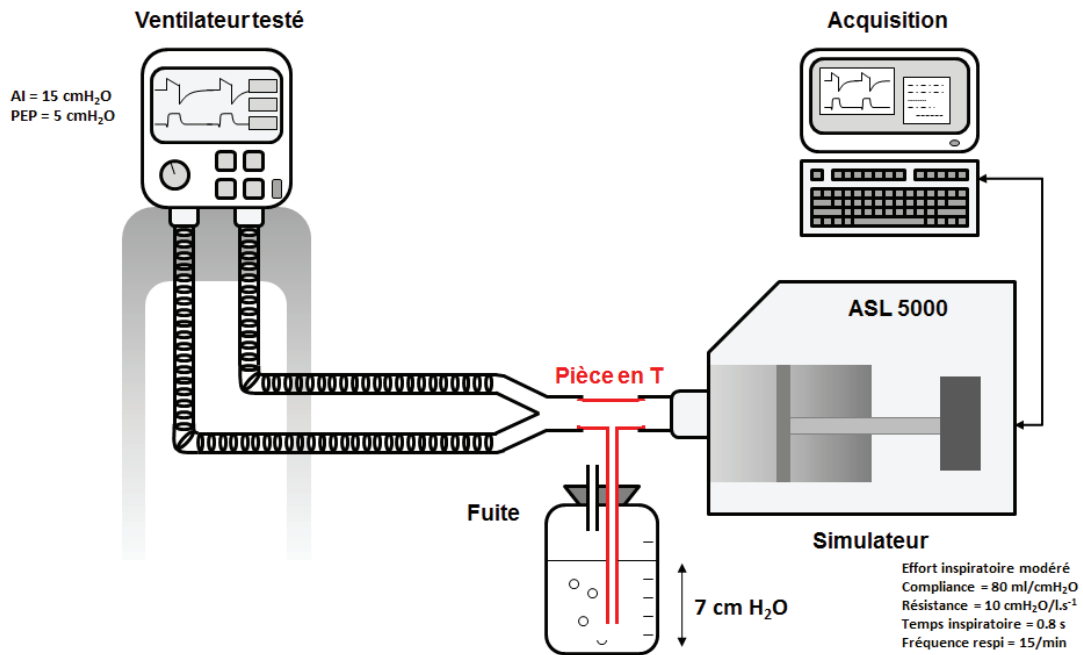 Ventilateur testé
Acquisition
AI = 15 cmH₂O
PEP = 5 cmH₂O
ASL 5000
Pièce en T
Fuite
7 cm H₂O
Simulateur
Effort inspiratoire modéré
Compliance = 80 ml/cmH₂O
Résistance = 10 cmH₂O/l.s⁻¹
Temps inspiratoire = 0.8 s
Fréquence respi = 15/min